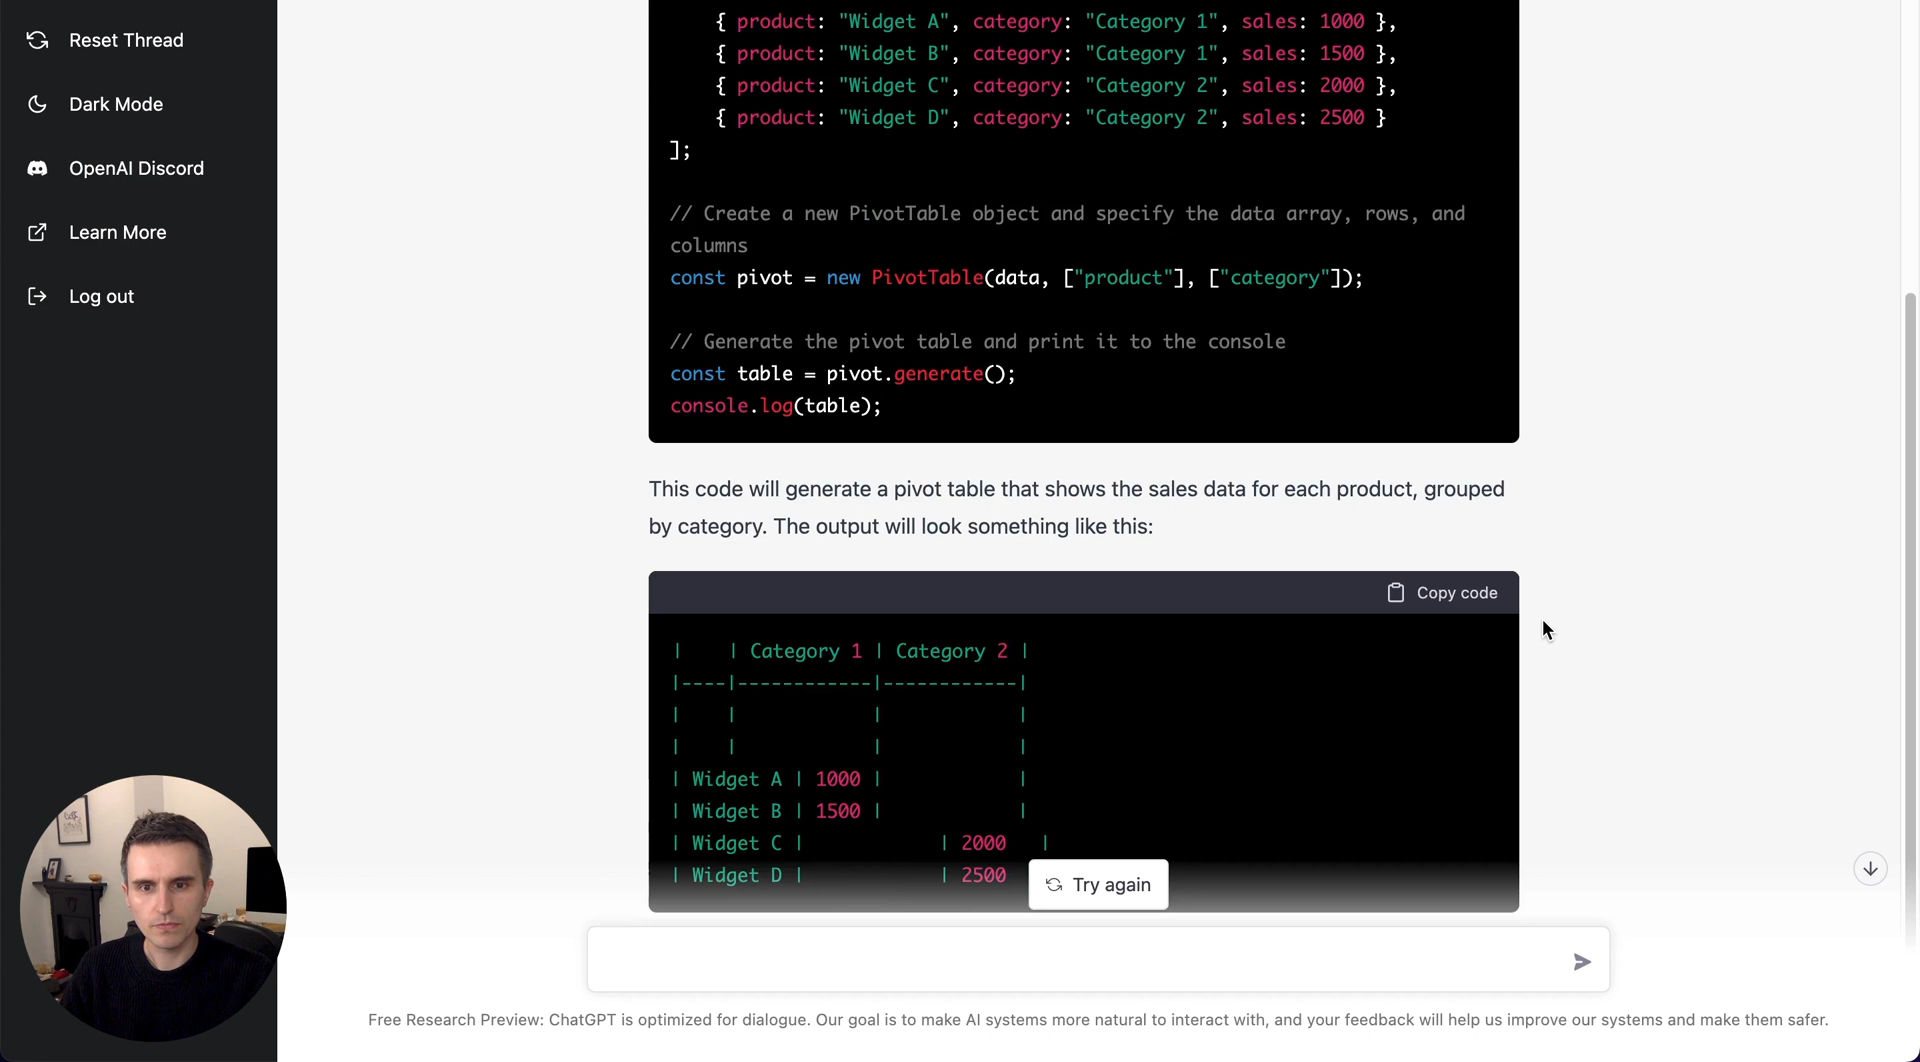 Reset Thread
Dark Mode
OpenAI Discord
Learn More
Log out
{ product: "Widget A", category: "Category 1", sales: 1000 },
{ product: "Widget B", category: "Category 1", sales: 1500 },
{ product: "Widget C", category: "Category 2", sales: 2000 },
{ product: "Widget D", category: "Category 2", sales: 2500 }
];
// Create a new PivotTable object and specify the data array, rows, and
columns
const pivot = new PivotTable(data, ["product"], ["category"]);
// Generate the pivot table and print it to the console
const table = pivot.generate();
console.log(table);
This code will generate a pivot table that shows the sales data for each product, grouped
by category. The output will look something like this:
Copy code
|    | Category 1 | Category 2 |
|----|------------|------------|
|    |            |            |
|    |            |            |
| Widget A | 1000 |            |
| Widget B | 1500 |            |
| Widget C |            | 2000   |
| Widget D |            | 2500
Try again
Free Research Preview: ChatGPT is optimized for dialogue. Our goal is to make AI systems more natural to interact with, and your feedback will help us improve our systems and make them safer.